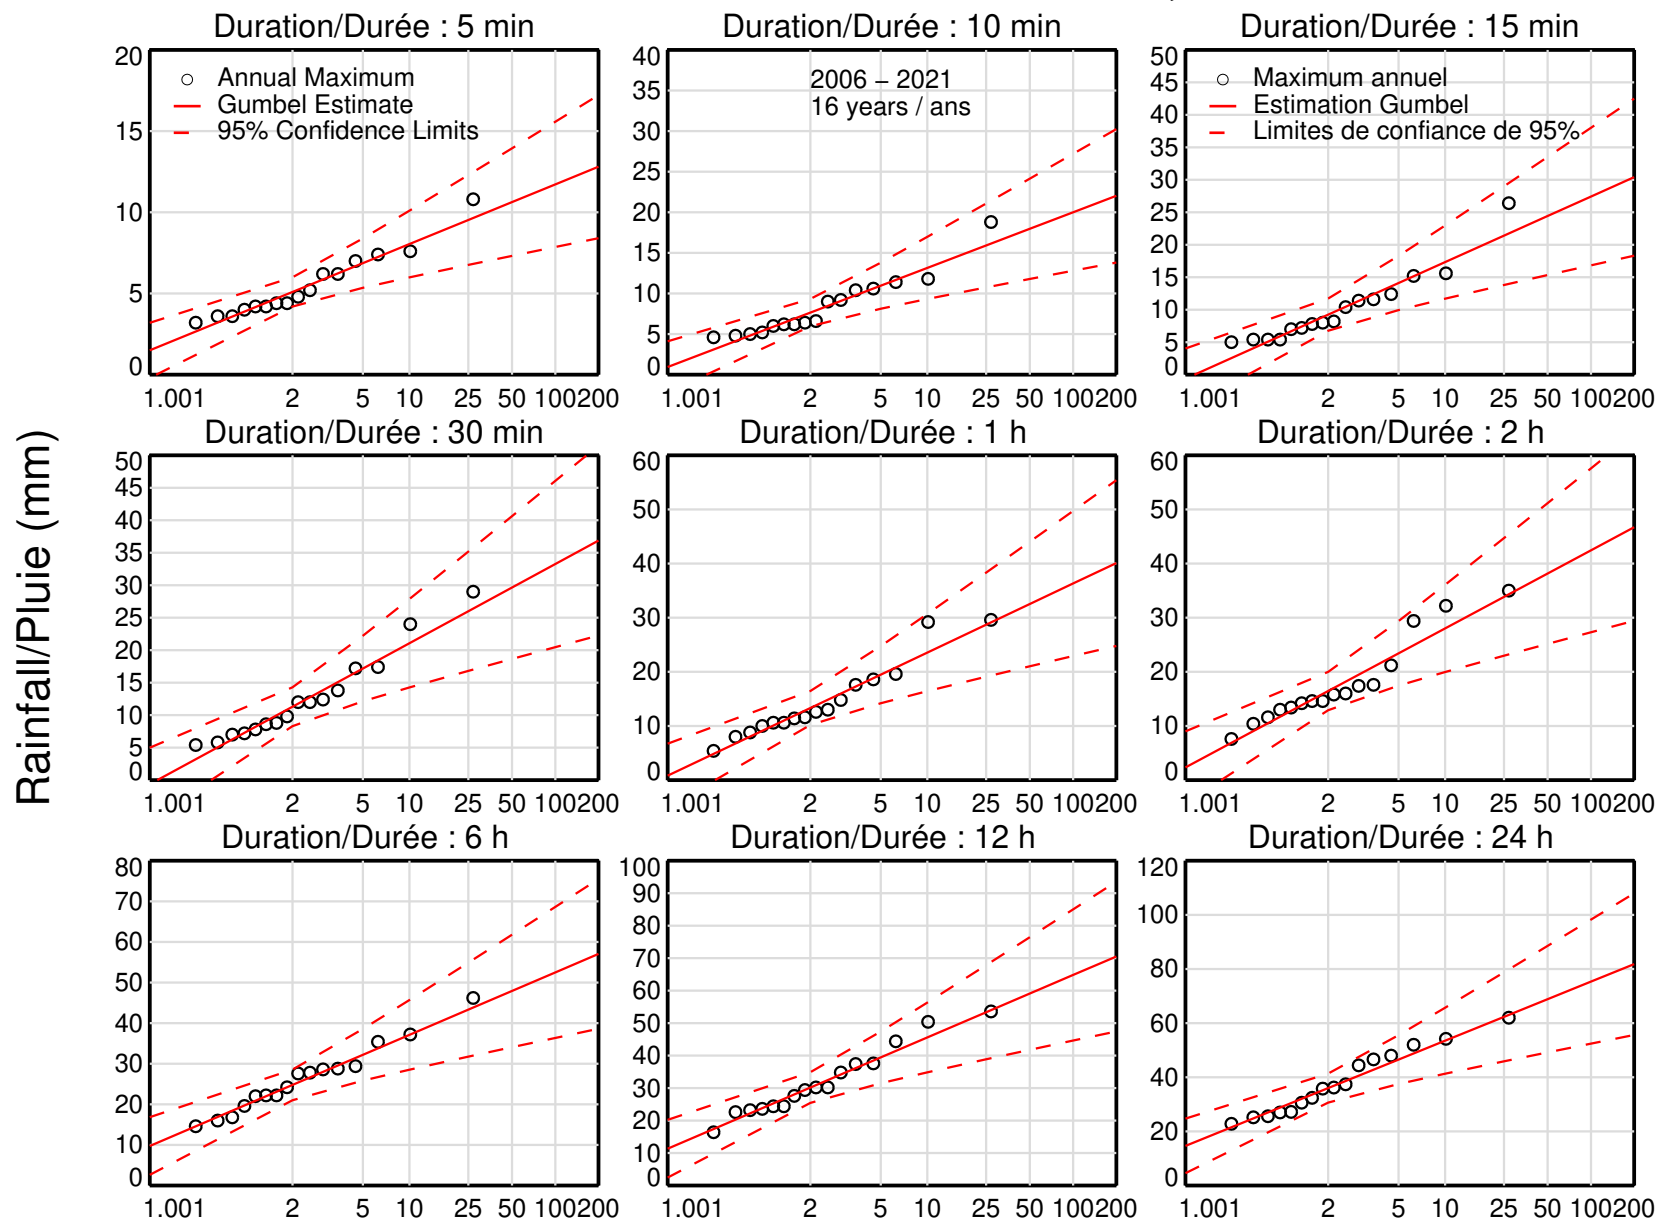 Duration/Durée : 5 min
20
15
10
5
0
○ Annual Maximum
Gumbel Estimate
95% Confidence Limits
1.001 2 5 10 25 50 100200
Duration/Durée : 10 min
40
35
30
25
20
15
10
5
0
2006 – 2021
16 years / ans
1.001 2 5 10 25 50 100200
Duration/Durée : 15 min
50
45
40
35
30
25
20
15
10
5
0
○ Maximum annuel
Estimation Gumbel
Limites de confiance de 95%
1.001 2 5 10 25 50 100200
Rainfall/Pluie (mm)
Duration/Durée : 30 min
50
45
40
35
30
25
20
15
10
5
0
1.001 2 5 10 25 50 100200
Duration/Durée : 1 h
60
50
40
30
20
10
0
1.001 2 5 10 25 50 100200
Duration/Durée : 2 h
60
50
40
30
20
10
0
1.001 2 5 10 25 50 100200
Duration/Durée : 6 h
80
70
60
50
40
30
20
10
0
1.001 2 5 10 25 50 100200
Duration/Durée : 12 h
100
90
80
70
60
50
40
30
20
10
0
1.001 2 5 10 25 50 100200
Duration/Durée : 24 h
120
100
80
60
40
20
0
1.001 2 5 10 25 50 100200